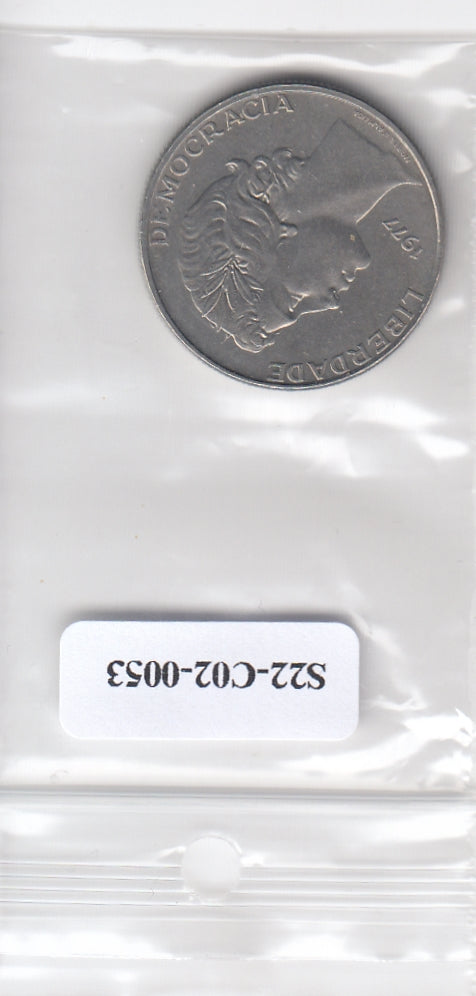 LIBERDADE
DEMOCRACIA
1977
S22-C02-0053